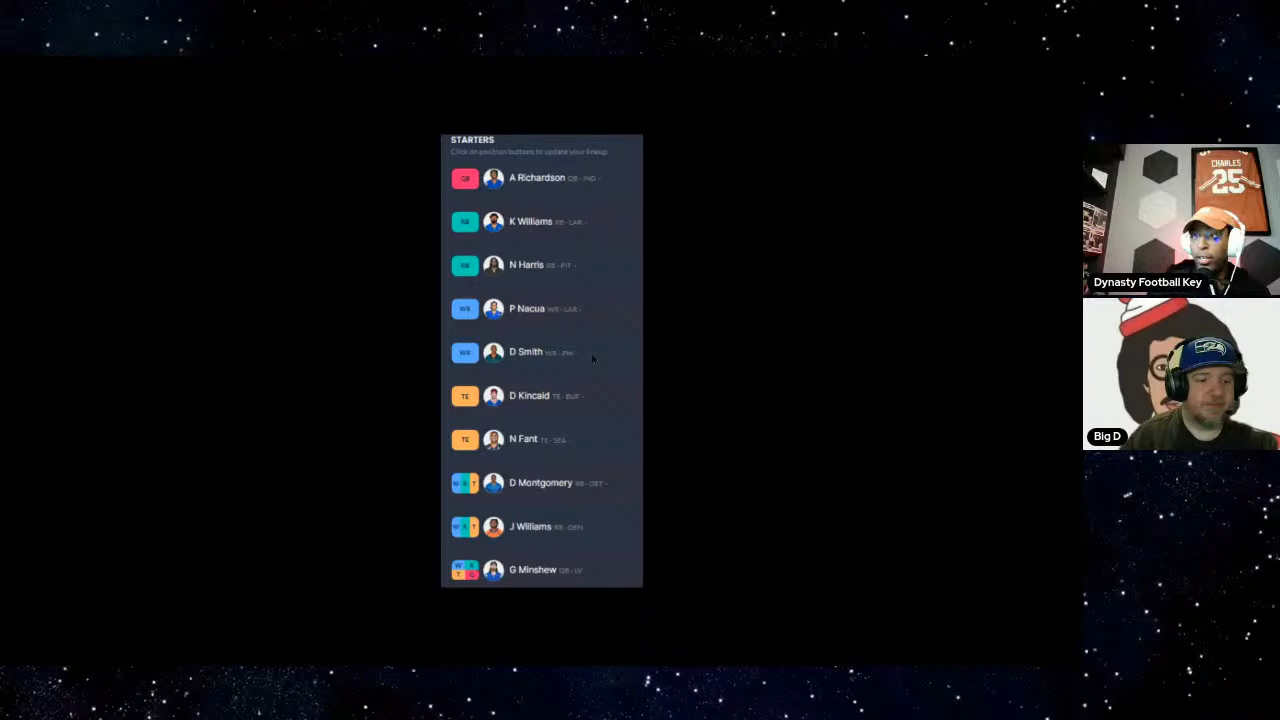 STARTERS
Click on position buttons to update your lineup
QB A Richardson QB - IND -
RB K Williams RB - LAR -
RB N Harris RB - PIT -
WR P Nacua WR - LAR -
WR D Smith WR - PHI
TE D Kincaid TE - BUF -
TE N Fant TE - SEA
W R T D Montgomery RB - DET -
W R T J Williams RB - DEN
W R T Q G Minshew QB - LV
CHARLES
25
Dynasty Football Key
Big D